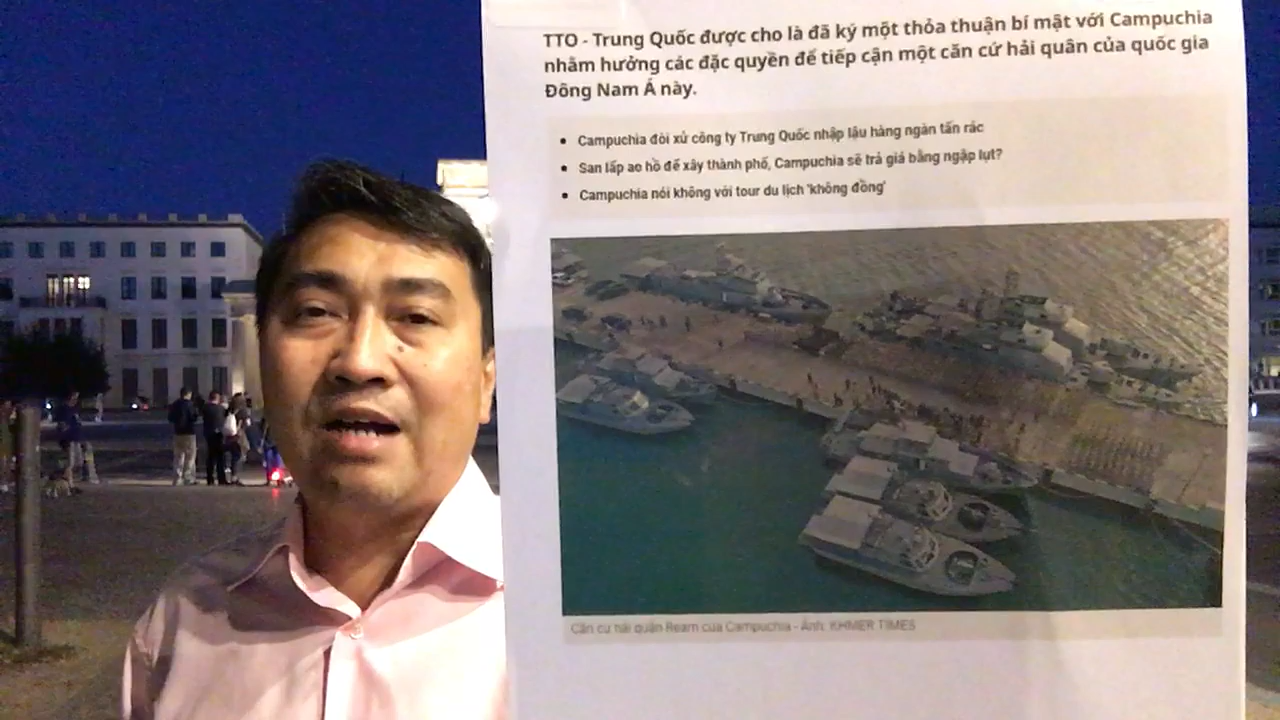 TTO - Trung Quốc được cho là đã ký một thỏa thuận bí mật với Campuchia
nhằm hưởng các đặc quyền để tiếp cận một căn cứ hải quân của quốc gia
Đông Nam Á này.
• Campuchia đòi xử công ty Trung Quốc nhập lậu hàng ngàn tấn rác
• San lấp ao hồ để xây thành phố, Campuchia sẽ trả giá bằng ngập lụt?
• Campuchia nói không với tour du lịch 'không đồng'
Căn cứ hải quân Ream của Campuchia - Ảnh: KHMER TIMES